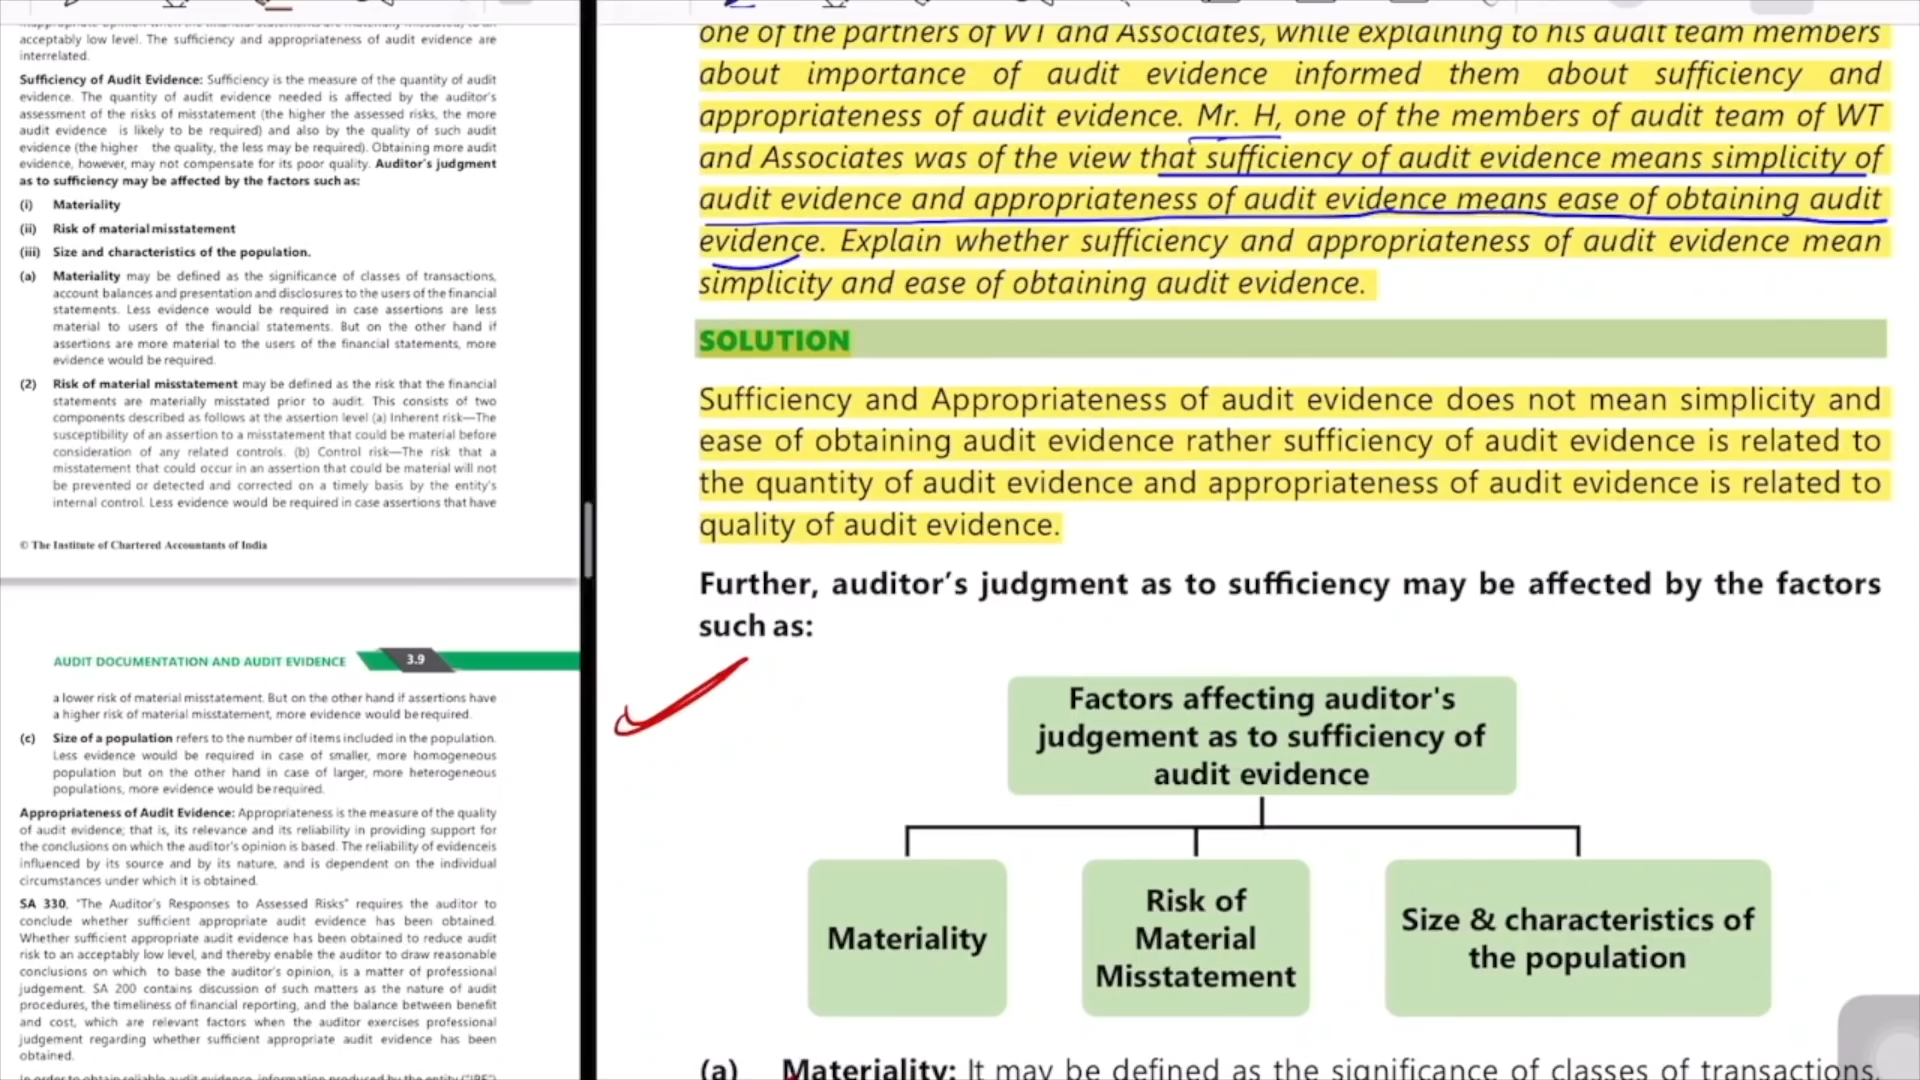 acceptably low level. The sufficiency and appropriateness of audit evidence are
interrelated.
Sufficiency of Audit Evidence: Sufficiency is the measure of the quantity of audit
evidence. The quantity of audit evidence needed is affected by the auditor's
assessment of the risks of misstatement (the higher the assessed risks, the more
audit evidence is likely to be required) and also by the quality of such audit
evidence (the higher the quality, the less may be required). Obtaining more audit
evidence, however, may not compensate for its poor quality. Auditor's judgment
as to sufficiency may be affected by the factors such as:
(i) Materiality
(ii) Risk of material misstatement
(iii) Size and characteristics of the population.
(a) Materiality may be defined as the significance of classes of transactions,
account balances and presentation and disclosures to the users of the financial
statements. Less evidence would be required in case assertions are less
material to users of the financial statements. But on the other hand if
assertions are more material to the users of the financial statements, more
evidence would be required.
(2) Risk of material misstatement may be defined as the risk that the financial
statements are materially misstated prior to audit. This consists of two
components described as follows at the assertion level (a) Inherent risk—The
susceptibility of an assertion to a misstatement that could be material before
consideration of any related controls. (b) Control risk—The risk that a
misstatement that could occur in an assertion that could be material will not
be prevented or detected and corrected on a timely basis by the entity's
internal control. Less evidence would be required in case assertions that have
© The Institute of Chartered Accountants of India
AUDIT DOCUMENTATION AND AUDIT EVIDENCE 3.9
a lower risk of material misstatement. But on the other hand if assertions have
a higher risk of material misstatement, more evidence would be required.
(c) Size of a population refers to the number of items included in the population.
Less evidence would be required in case of smaller, more homogeneous
population but on the other hand in case of larger, more heterogeneous
populations, more evidence would be required.
Appropriateness of Audit Evidence: Appropriateness is the measure of the quality
of audit evidence; that is, its relevance and its reliability in providing support for
the conclusions on which the auditor's opinion is based. The reliability of evidenceis
influenced by its source and by its nature, and is dependent on the individual
circumstances under which it is obtained.
SA 330, "The Auditor's Responses to Assessed Risks" requires the auditor to
conclude whether sufficient appropriate audit evidence has been obtained.
Whether sufficient appropriate audit evidence has been obtained to reduce audit
risk to an acceptably low level, and thereby enable the auditor to draw reasonable
conclusions on which to base the auditor's opinion, is a matter of professional
judgement. SA 200 contains discussion of such matters as the nature of audit
procedures, the timeliness of financial reporting, and the balance between benefit
and cost, which are relevant factors when the auditor exercises professional
judgement regarding whether sufficient appropriate audit evidence has been
obtained.
In order to obtain reliable audit evidence, information produced by the entity ("IPE")
one of the partners of WT and Associates, while explaining to his audit team members
about importance of audit evidence informed them about sufficiency and
appropriateness of audit evidence. Mr. H, one of the members of audit team of WT
and Associates was of the view that sufficiency of audit evidence means simplicity of
audit evidence and appropriateness of audit evidence means ease of obtaining audit
evidence. Explain whether sufficiency and appropriateness of audit evidence mean
simplicity and ease of obtaining audit evidence.
SOLUTION
Sufficiency and Appropriateness of audit evidence does not mean simplicity and
ease of obtaining audit evidence rather sufficiency of audit evidence is related to
the quantity of audit evidence and appropriateness of audit evidence is related to
quality of audit evidence.
Further, auditor's judgment as to sufficiency may be affected by the factors
such as:
Factors affecting auditor's
judgement as to sufficiency of
audit evidence
Materiality
Risk of
Material
Misstatement
Size & characteristics of
the population
(a) Materiality: It may be defined as the significance of classes of transactions,